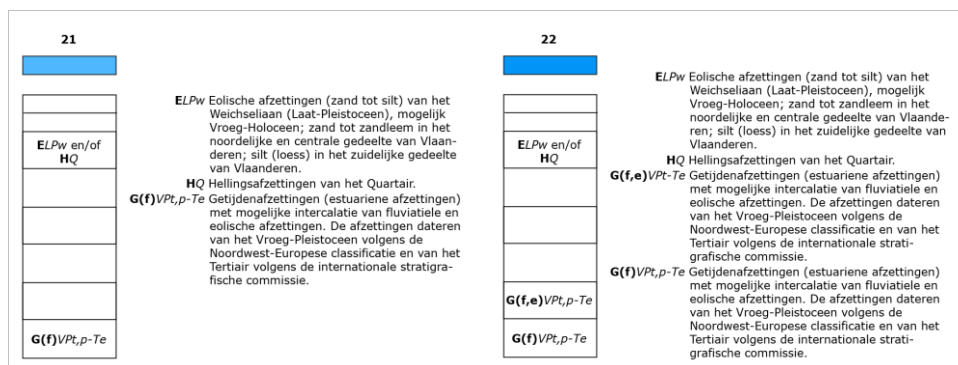 21
ELPw en/of
HQ
G(f)VPt,p-Te
ELPw Eolische afzettingen (zand tot silt) van het
Weichseliaan (Laat-Pleistoceen), mogelijk
Vroeg-Holoceen; zand tot zandleem in het
noordelijke en centrale gedeelte van Vlaan-
deren; silt (loess) in het zuidelijke gedeelte
van Vlaanderen.
HQ Hellingsafzettingen van het Quartair.
G(f)VPt,p-Te Getijdenafzettingen (estuariene afzettingen)
met mogelijke intercalatie van fluviatiele en
eolische afzettingen. De afzettingen dateren
van het Vroeg-Pleistoceen volgens de
Noordwest-Europese classificatie en van het
Tertiair volgens de internationale stratigra-
fische commissie.
22
ELPw en/of
HQ
G(f,e)VPt,p-Te
G(f)VPt,p-Te
ELPw Eolische afzettingen (zand tot silt) van het
Weichseliaan (Laat-Pleistoceen), mogelijk
Vroeg-Holoceen; zand tot zandleem in het
noordelijke en centrale gedeelte van Vlaande-
ren; silt (loess) in het zuidelijke gedeelte van
Vlaanderen.
HQ Hellingsafzettingen van het Quartair.
G(f,e)VPt-Te Getijdenafzettingen (estuariene afzettingen)
met mogelijke intercalatie van fluviatiele en
eolische afzettingen. De afzettingen dateren
van het Vroeg-Pleistoceen volgens de
Noordwest-Europese classificatie en van het
Tertiair volgens de internationale strati-
grafische commissie.
G(f)VPt,p-Te Getijdenafzettingen (estuariene afzettingen)
met mogelijke intercalatie van fluviatiele en
eolische afzettingen. De afzettingen dateren
van het Vroeg-Pleistoceen volgens de
Noordwest-Europese classificatie en van het
Tertiair volgens de internationale strati-
grafische commissie.